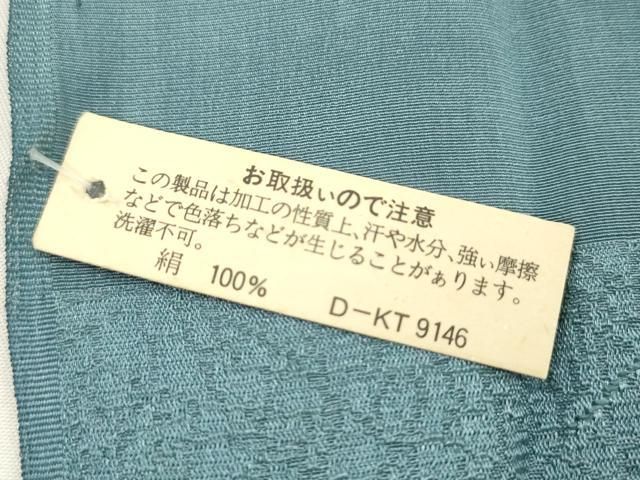 お取扱いので注意
この製品は加工の性質上、汗や水分、強い摩擦
などで色落ちなどが生じることがぁります。
洗濯不可。
絹 100% D-KT 9146